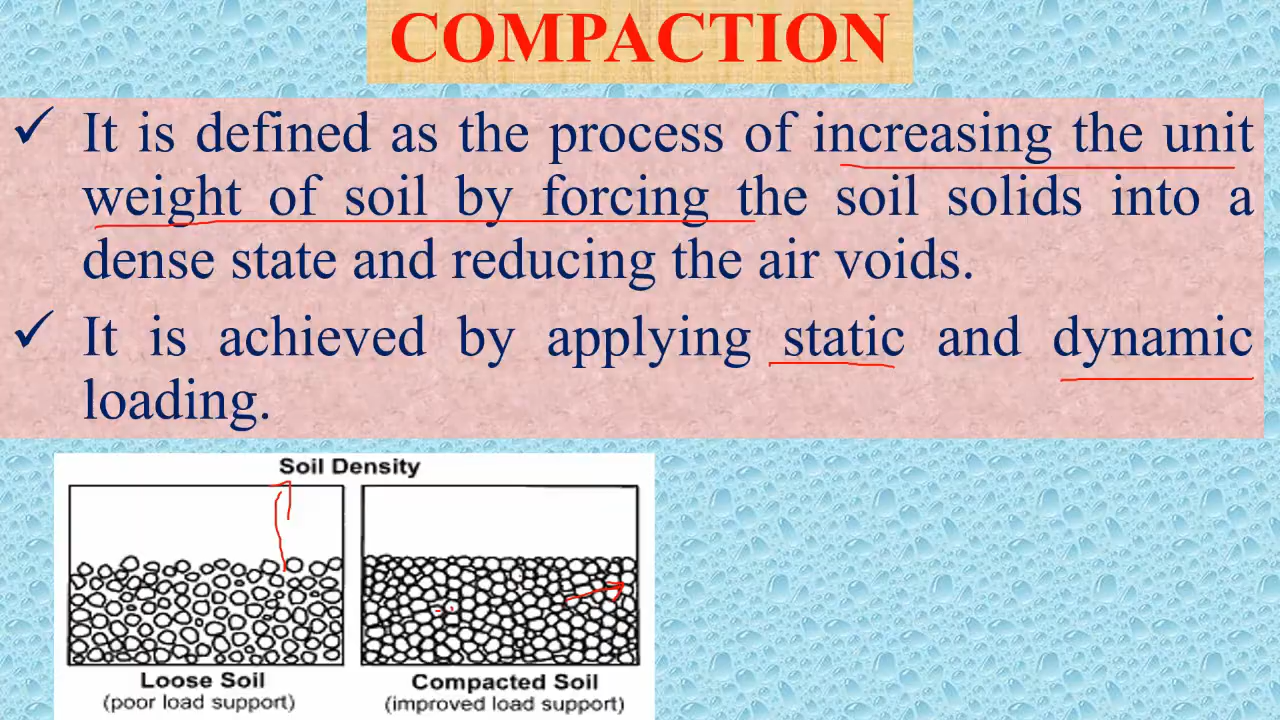 COMPACTION
✓ It is defined as the process of increasing the unit
weight of soil by forcing the soil solids into a
dense state and reducing the air voids.
✓ It is achieved by applying static and dynamic
loading.
Soil Density
Loose Soil
(poor load support)
Compacted Soil
(improved load support)